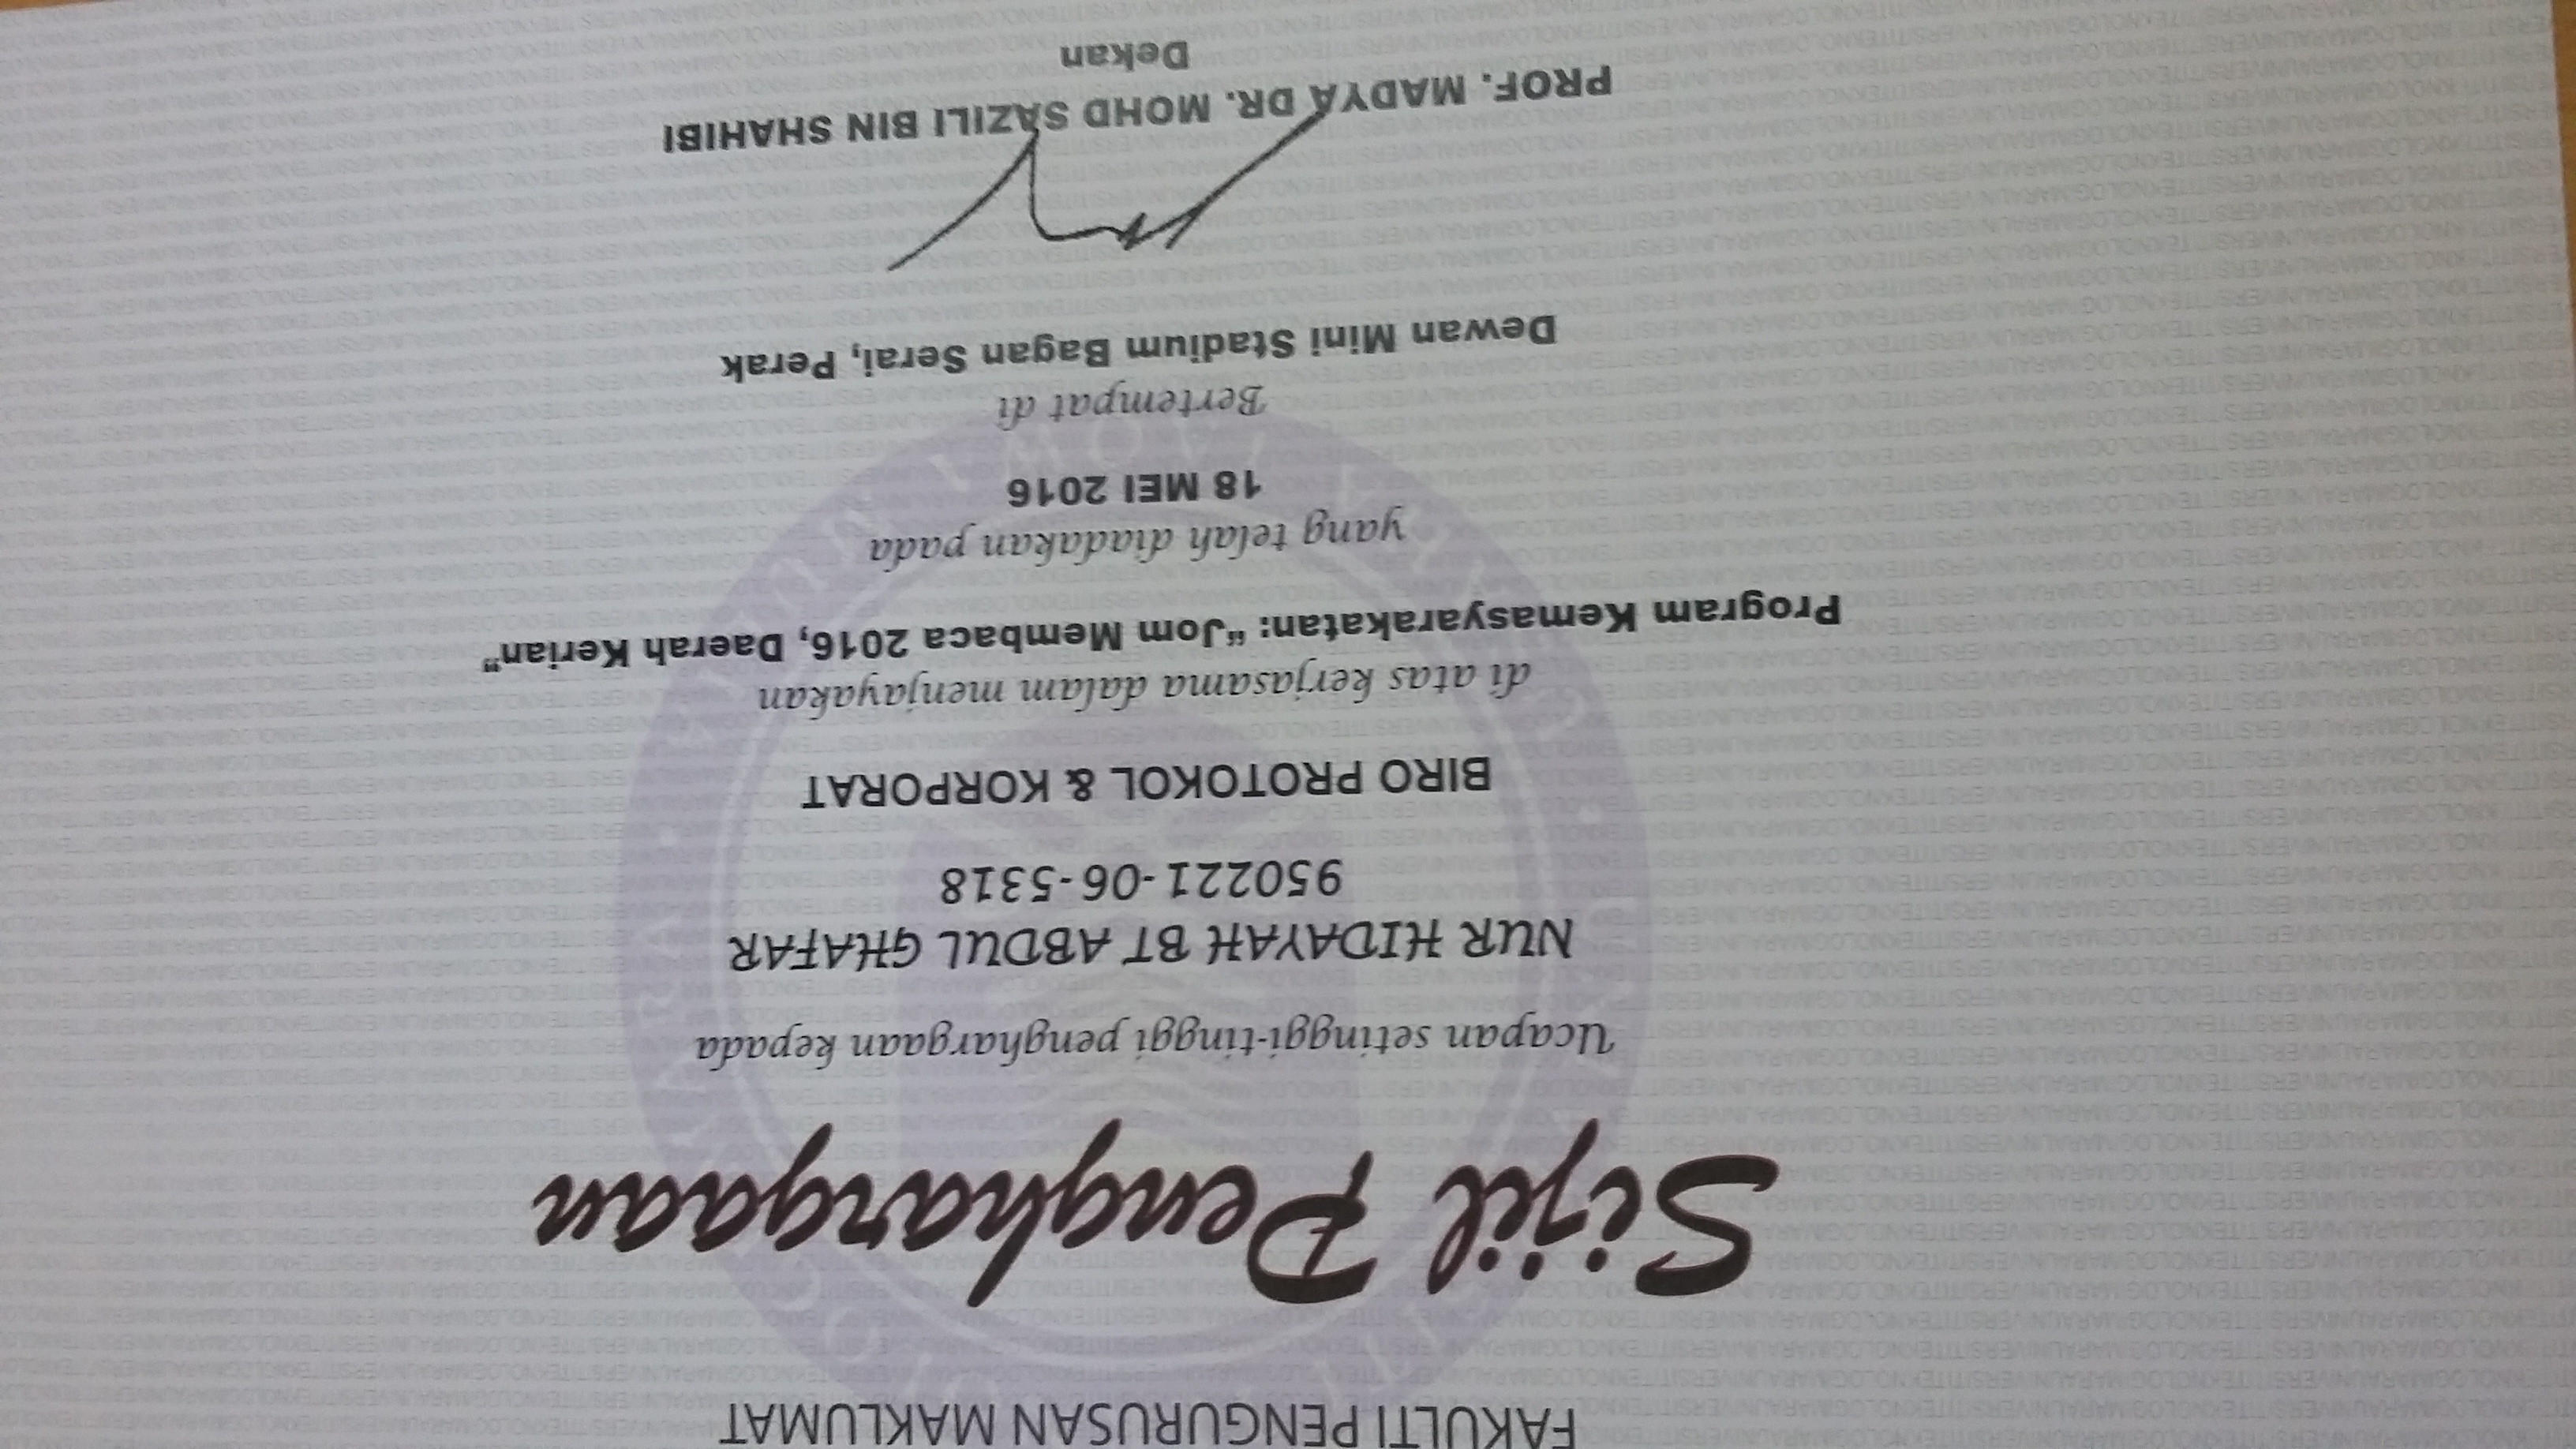 FAKULTI PENGURUSAN MAKLUMAT
Sijil Penghargaan
Ucapan setinggi-tinggi penghargaan kepada
NUR HIDAYAH BT ABDUL GHAFAR
950221-06-5318
BIRO PROTOKOL & KORPORAT
di atas kerjasama dalam menjayakan
Program Kemasyarakatan: “Jom Membaca 2016, Daerah Kerian”
yang telah diadakan pada
18 MEI 2016
Bertempat di
Dewan Mini Stadium Bagan Serai, Perak
PROF. MADYA DR. MOHD SAZILI BIN SHAHIBI
Dekan